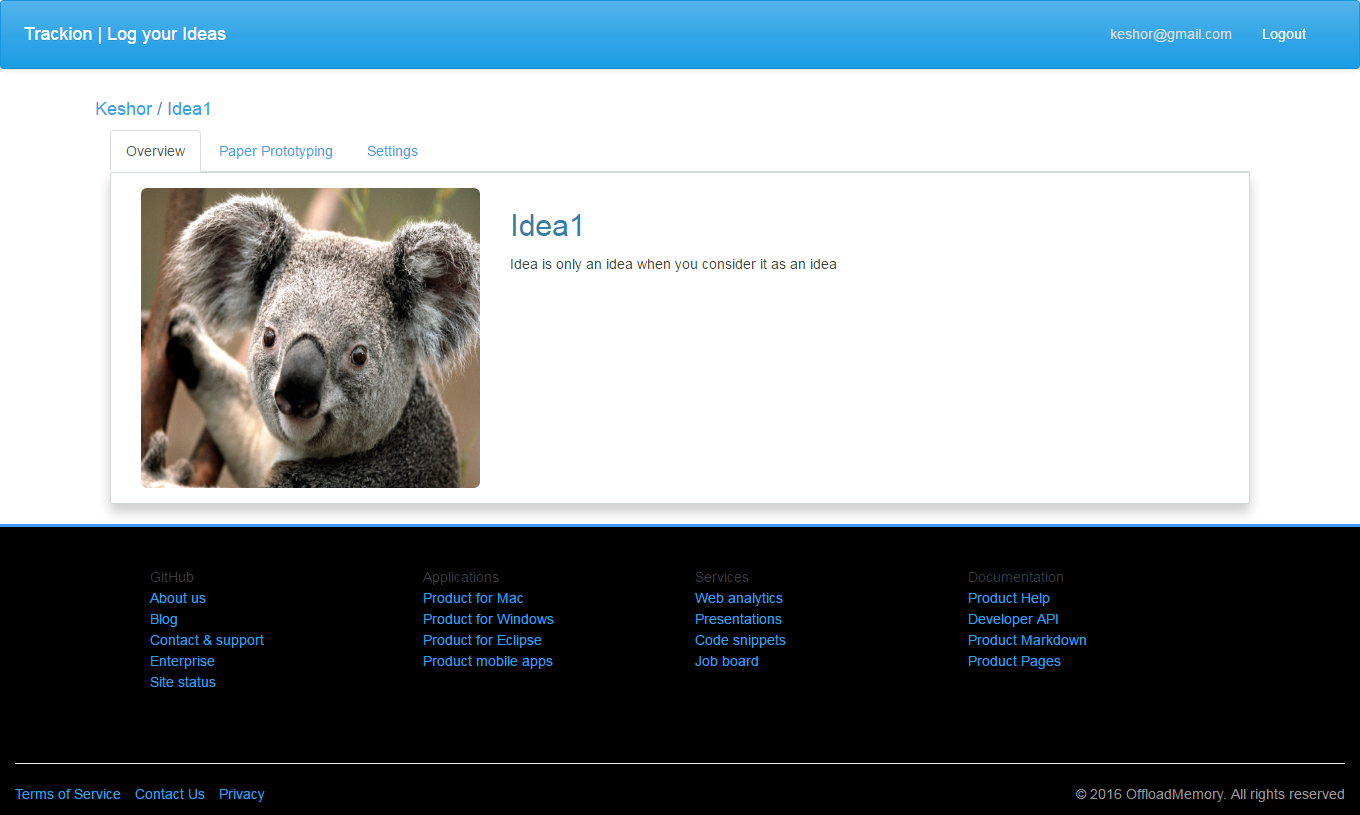 Trackion | Log your Ideas keshor@gmail.com Logout
Keshor / Idea1
Overview Paper Prototyping Settings
Idea1
Idea is only an idea when you consider it as an idea
GitHub
About us
Blog
Contact & support
Enterprise
Site status
Applications
Product for Mac
Product for Windows
Product for Eclipse
Product mobile apps
Services
Web analytics
Presentations
Code snippets
Job board
Documentation
Product Help
Developer API
Product Markdown
Product Pages
Terms of Service Contact Us Privacy
© 2016 OffloadMemory. All rights reserved